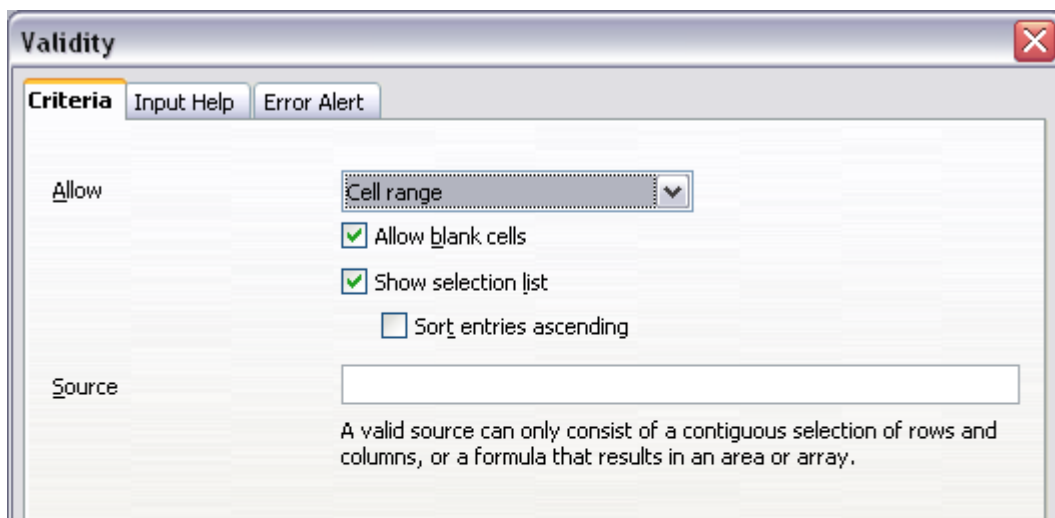 Validity
Criteria Input Help Error Alert
Allow Cell range
Allow blank cells
Show selection list
Sort entries ascending
Source
A valid source can only consist of a contiguous selection of rows and
columns, or a formula that results in an area or array.